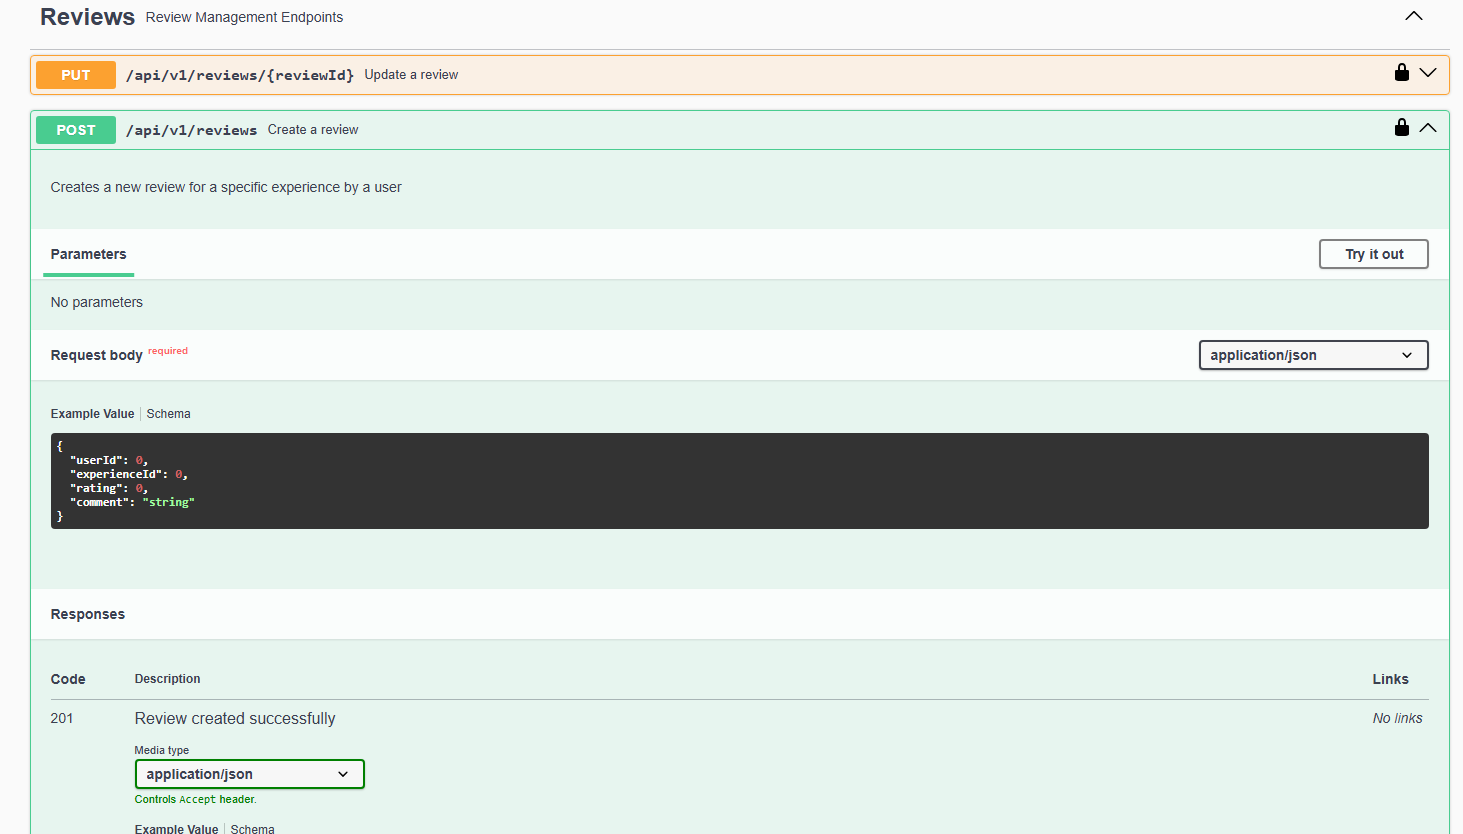 Reviews Review Management Endpoints
PUT /api/v1/reviews/{reviewId} Update a review
POST /api/v1/reviews Create a review
Creates a new review for a specific experience by a user
Parameters Try it out
No parameters
Request body required application/json
Example Value Schema
{
"userId": 0,
"experienceId": 0,
"rating": 0,
"comment": "string"
}
Responses
Code Description Links
201 Review created successfully No links
Media type
application/json
Controls Accept header.
Example Value Schema